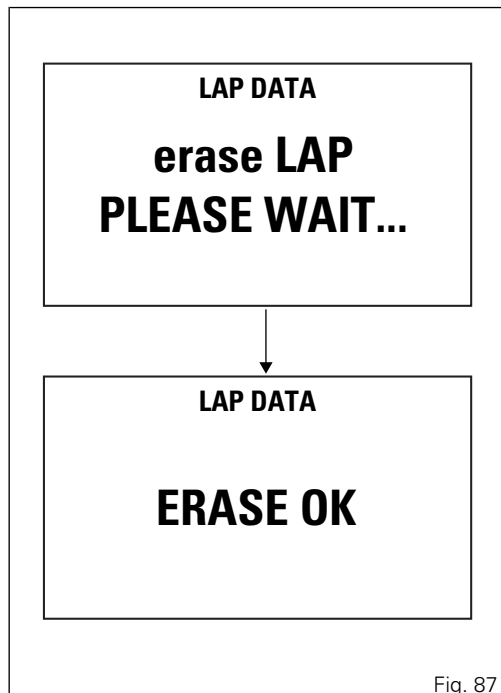 LAP DATA
erase LAP
PLEASE WAIT...
LAP DATA
ERASE OK
Fig. 87